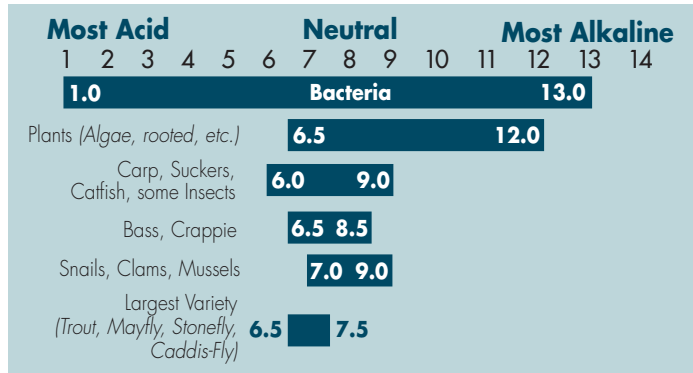 Most Acid Neutral Most Alkaline
1 2 3 4 5 6 7 8 9 10 11 12 13 14
1.0 Bacteria 13.0
Plants (Algae, rooted, etc.) 6.5 12.0
Carp, Suckers,
Catfish, some Insects 6.0 9.0
Bass, Crappie 6.5 8.5
Snails, Clams, Mussels 7.0 9.0
Largest Variety
(Trout, Mayfly, Stonefly, 6.5 7.5
Caddis-Fly)